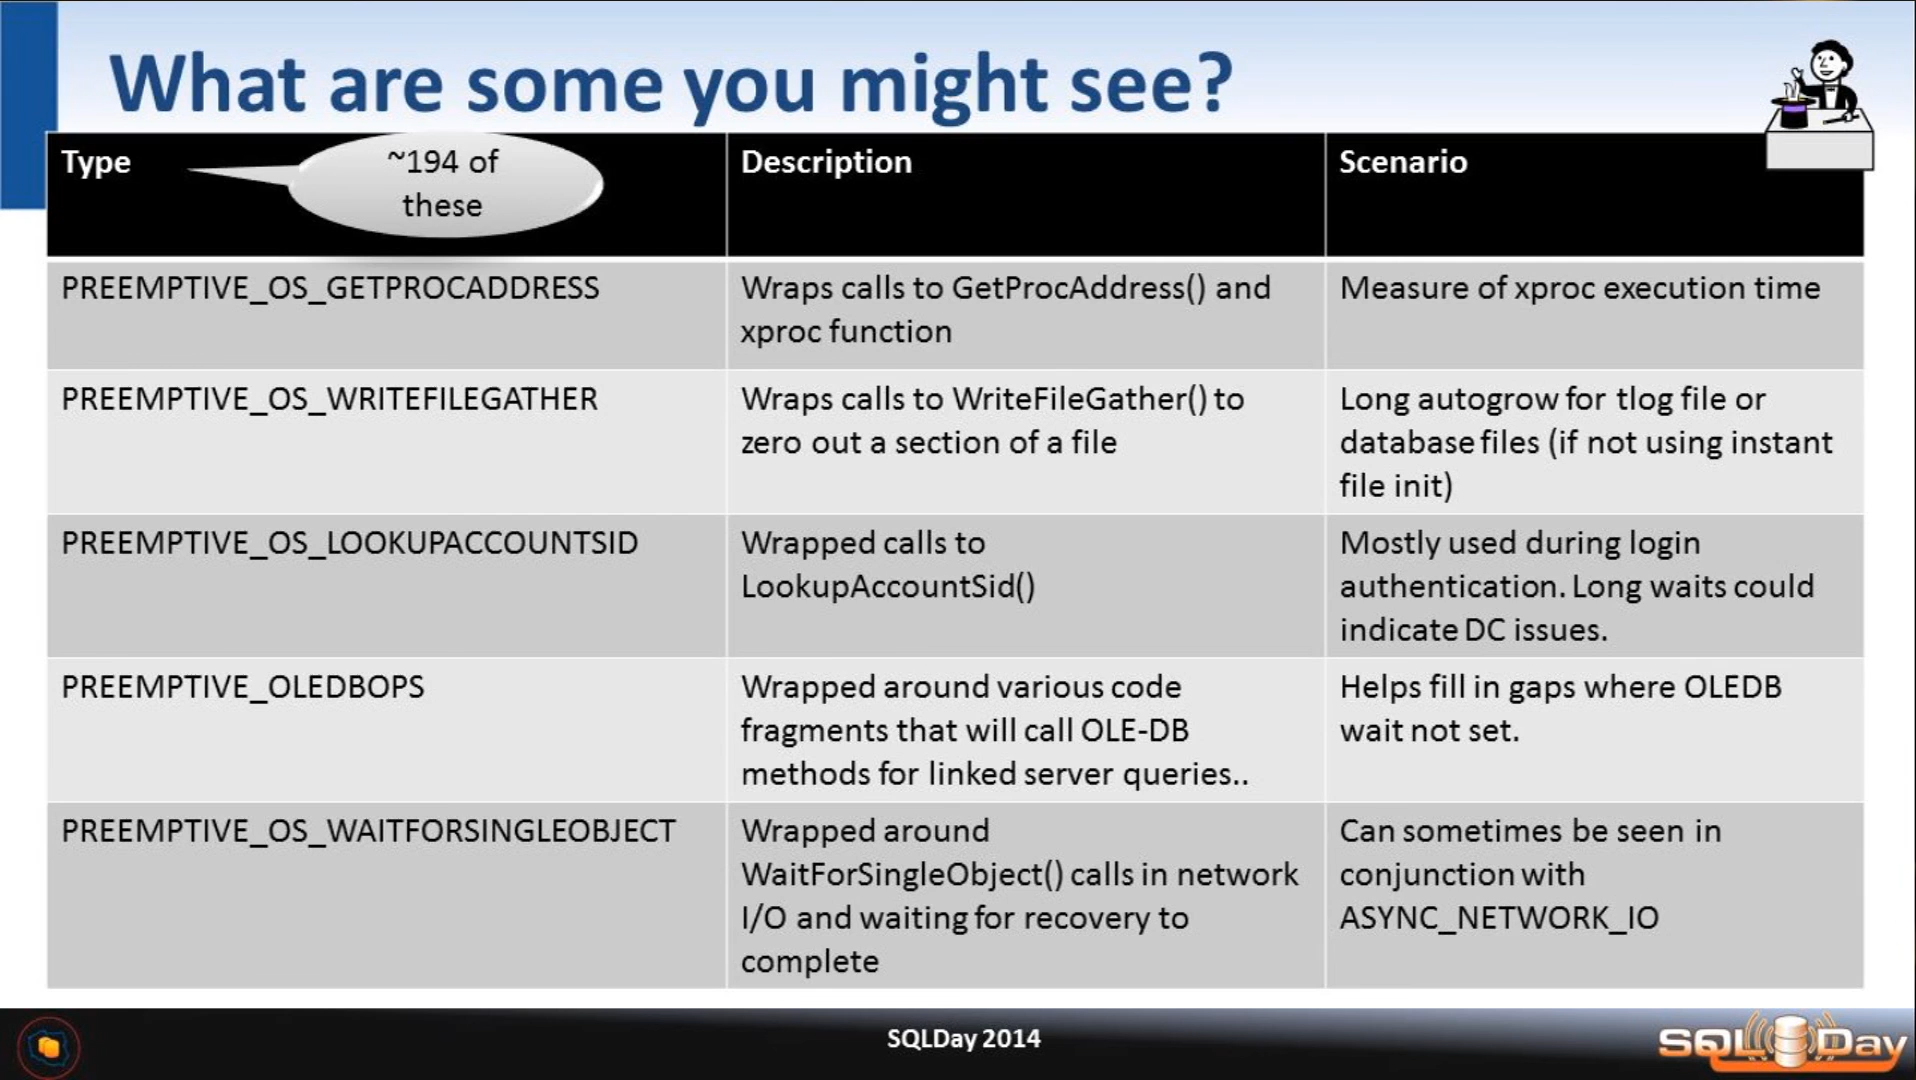 What are some you might see?
Type
~194 of
these
Description
Scenario
PREEMPTIVE_OS_GETPROCADDRESS
Wraps calls to GetProcAddress() and
xproc function
Measure of xproc execution time
PREEMPTIVE_OS_WRITEFILEGATHER
Wraps calls to WriteFileGather() to
zero out a section of a file
Long autogrow for tlog file or
database files (if not using instant
file init)
PREEMPTIVE_OS_LOOKUPACCOUNTSID
Wrapped calls to
LookupAccountSid()
Mostly used during login
authentication. Long waits could
indicate DC issues.
PREEMPTIVE_OLEDBOPS
Wrapped around various code
fragments that will call OLE-DB
methods for linked server queries..
Helps fill in gaps where OLEDB
wait not set.
PREEMPTIVE_OS_WAITFORSINGLEOBJECT
Wrapped around
WaitForSingleObject() calls in network
I/O and waiting for recovery to
complete
Can sometimes be seen in
conjunction with
ASYNC_NETWORK_IO
SQLDay 2014
SQL Day